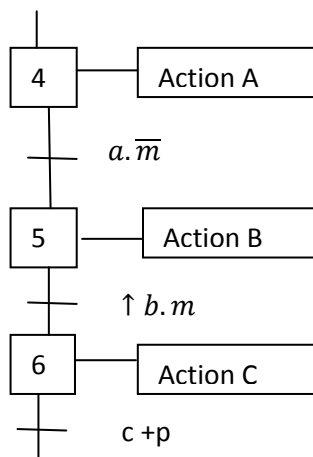 4 Action A
a.m̅
5 Action B
↑ b.m
6 Action C
c +p